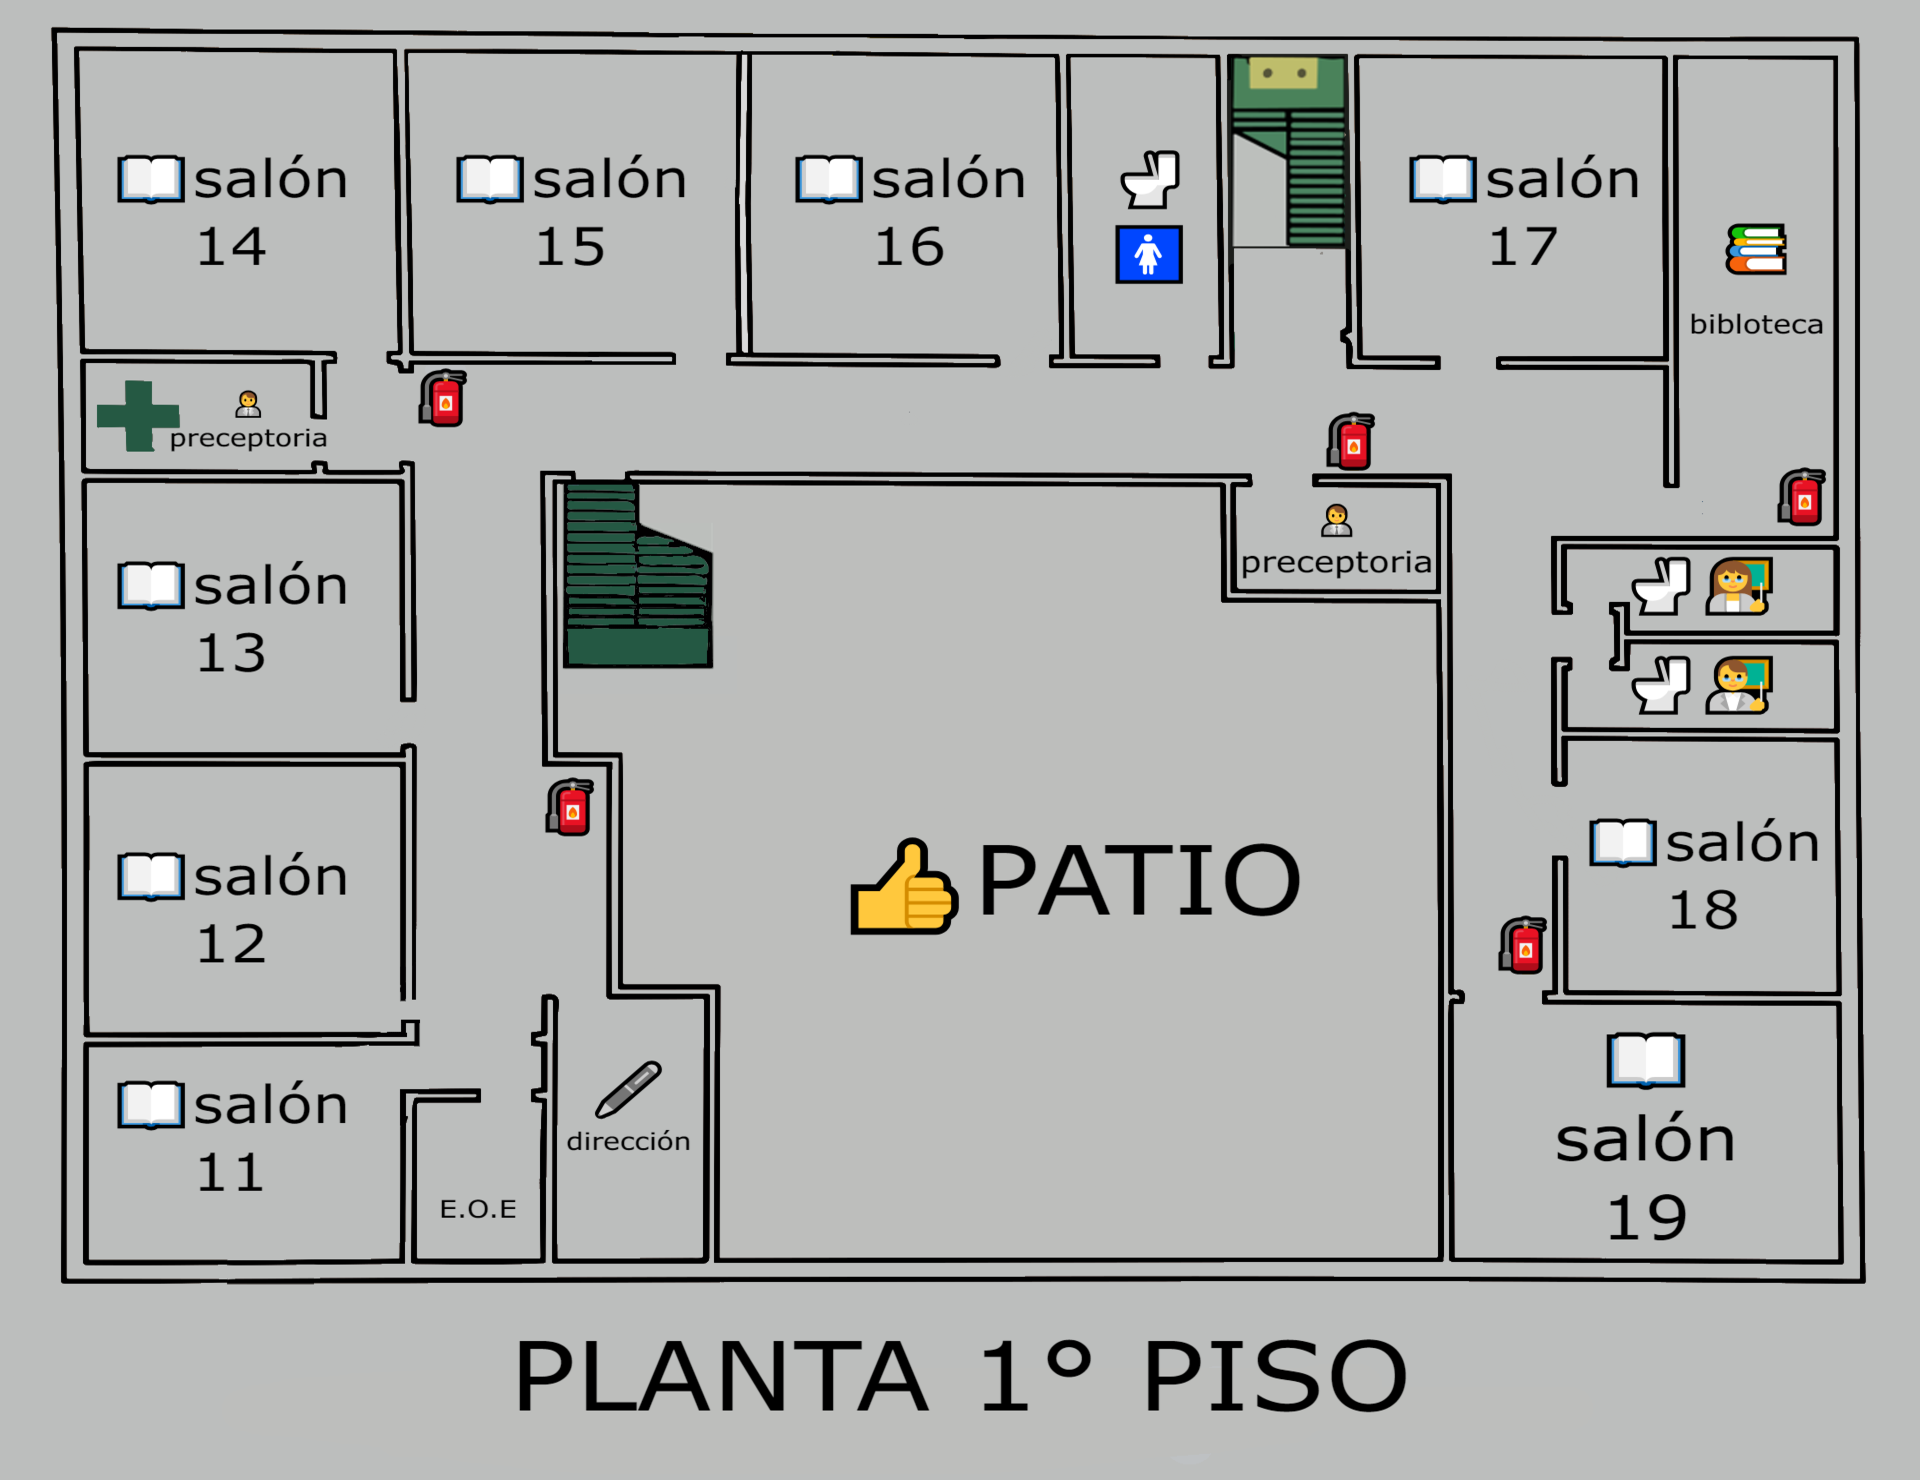 salón
14
salón
15
salón
16
salón
17
bibloteca
preceptoria
preceptoria
salón
13
salón
12
PATIO
salón
18
salón
11
dirección
E.O.E
salón
19
PLANTA 1° PISO